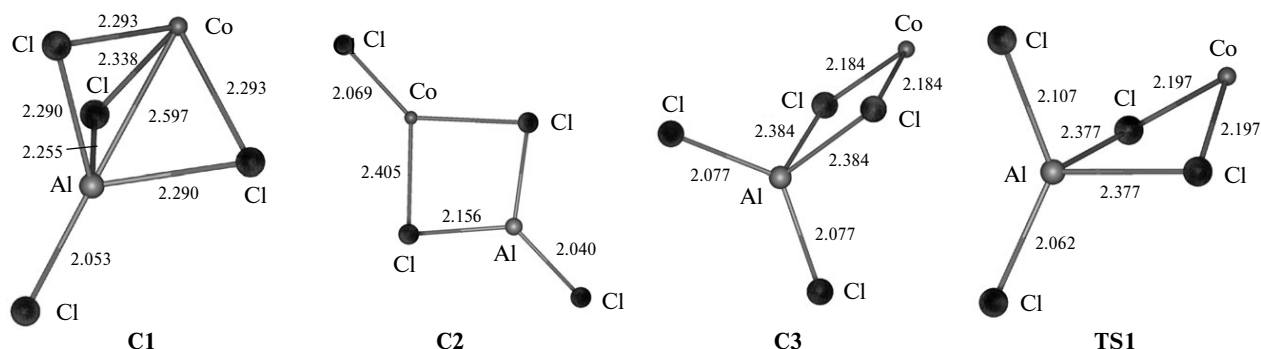 2.293
Co
Cl
2.338
Cl
2.293
2.290
2.597
2.255
Al
2.290
Cl
2.053
Cl
C1
Cl
2.069
Co
Cl
2.405
2.156
Cl
Al
2.040
Cl
C2
Co
2.184
Cl
2.184
Cl
Cl
2.384
2.384
2.077
Al
2.077
Cl
C3
Cl
Co
2.107
2.197
Cl
2.377
2.197
Al
2.377
Cl
2.062
Cl
TS1